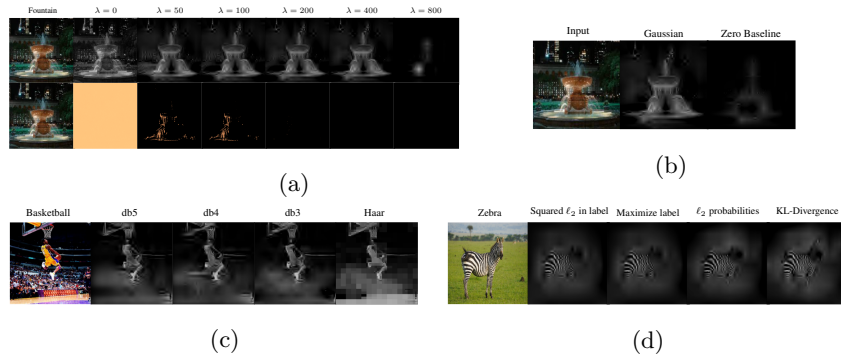 Fountain λ = 0 λ = 50 λ = 100 λ = 200 λ = 400 λ = 800
(a)
Input Gaussian Zero Baseline
(b)
Basketball db5 db4 db3 Haar
(c)
Zebra Squared ℓ₂ in label Maximize label ℓ₂ probabilities KL-Divergence
(d)